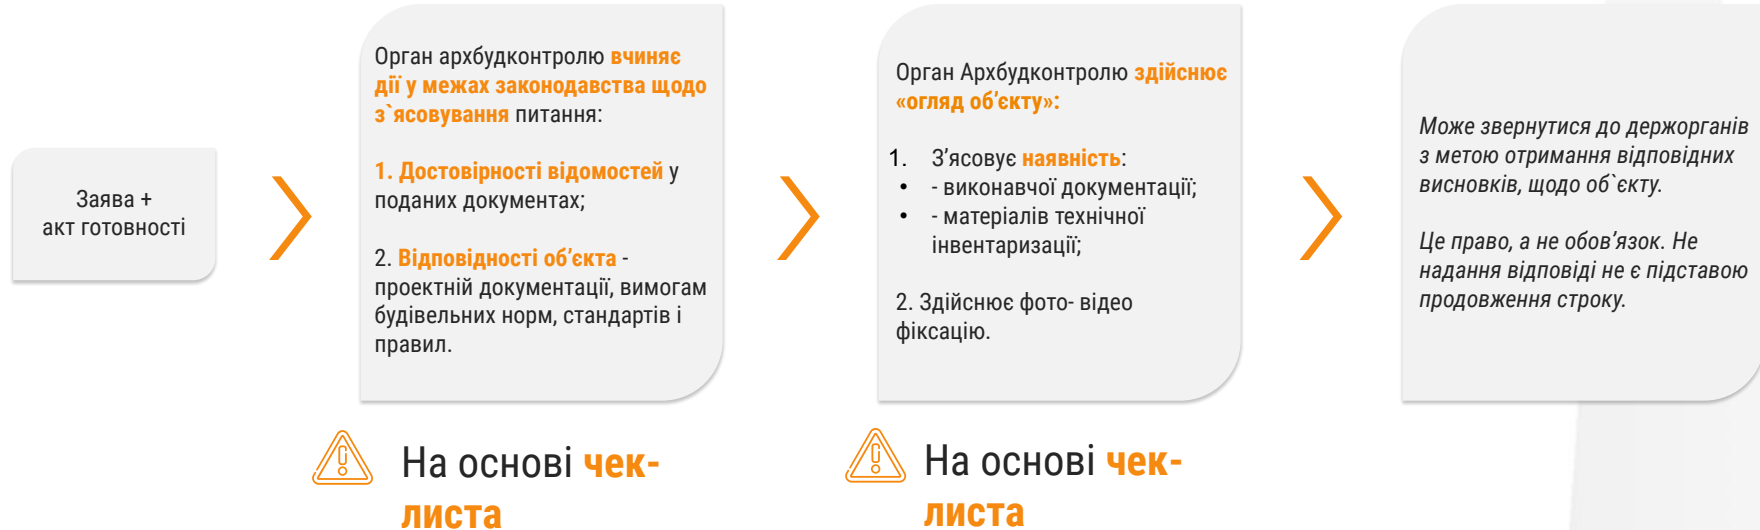 Заява +
акт готовності
Орган архбудконтролю вчиняє
дії у межах законодавства щодо
з`ясовування питання:
1. Достовірності відомостей у
поданих документах;
2. Відповідності об’єкта -
проектній документації, вимогам
будівельних норм, стандартів і
правил.
На основі чек-
листа
Орган Архбудконтролю здійснює
«огляд об’єкту»:
1. З’ясовує наявність:
• - виконавчої документації;
• - матеріалів технічної
інвентаризації;
2. Здійснює фото- відео
фіксацію.
На основі чек-
листа
Може звернутися до держорганів
з метою отримання відповідних
висновків, щодо об`єкту.
Це право, а не обов’язок. Не
надання відповіді не є підставою
продовження строку.